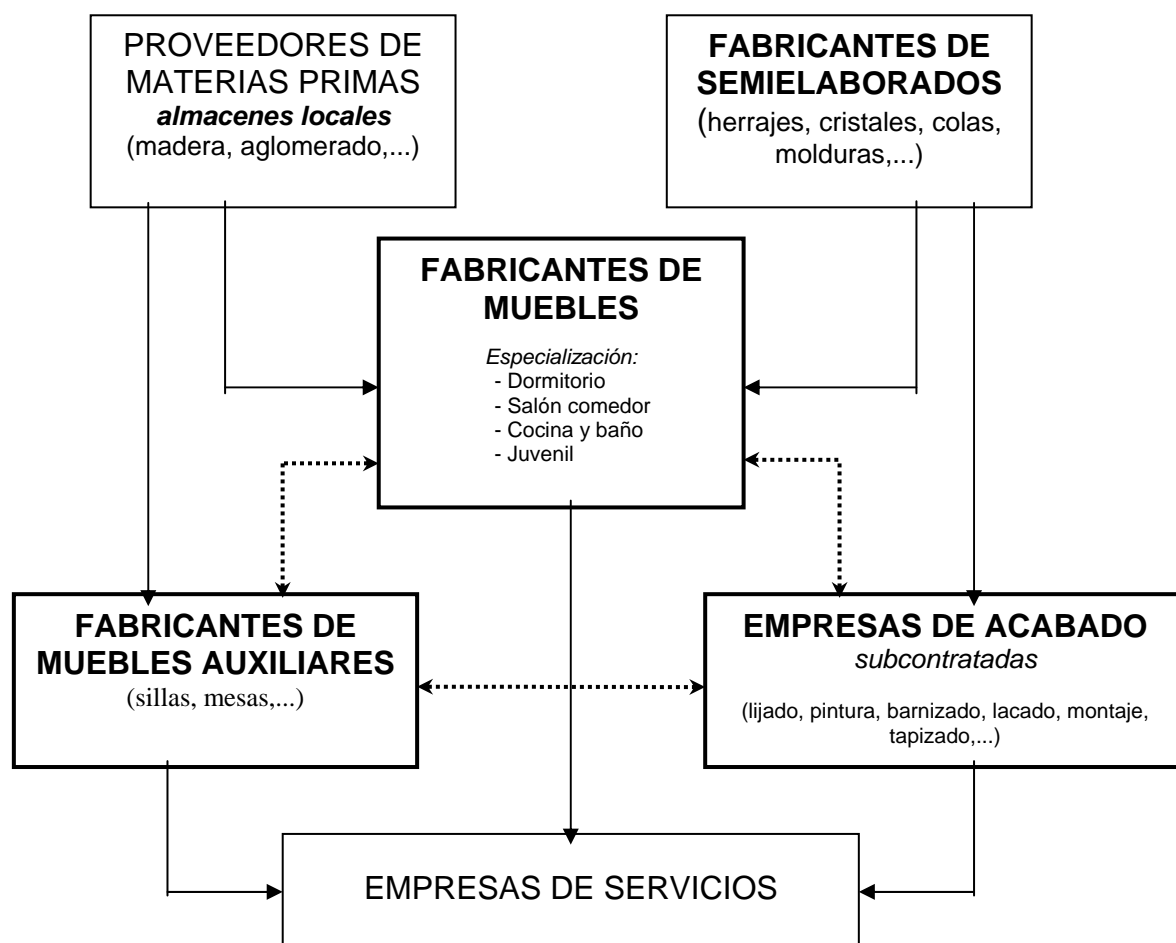 PROVEEDORES DE
MATERIAS PRIMAS
almacenes locales
(madera, aglomerado,...)
FABRICANTES DE
SEMIELABORADOS
(herrajes, cristales, colas,
molduras,...)
FABRICANTES DE
MUEBLES
Especialización:
- Dormitorio
- Salón comedor
- Cocina y baño
- Juvenil
FABRICANTES DE
MUEBLES AUXILIARES
(sillas, mesas,...)
EMPRESAS DE ACABADO
subcontratadas
(lijado, pintura, barnizado, lacado, montaje,
tapizado,...)
EMPRESAS DE SERVICIOS